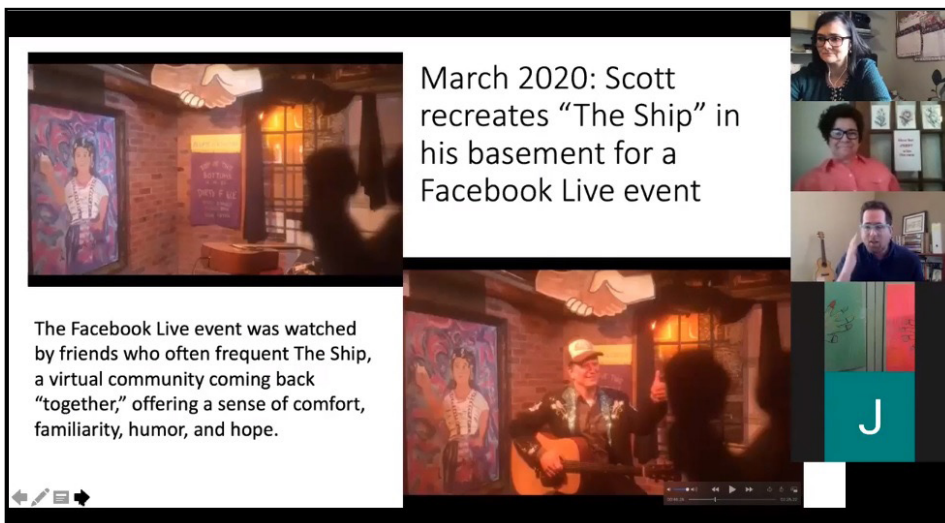 March 2020: Scott
recreates “The Ship” in
his basement for a
Facebook Live event
The Facebook Live event was watched
by friends who often frequent The Ship,
a virtual community coming back
“together,” offering a sense of comfort,
familiarity, humor, and hope.
J